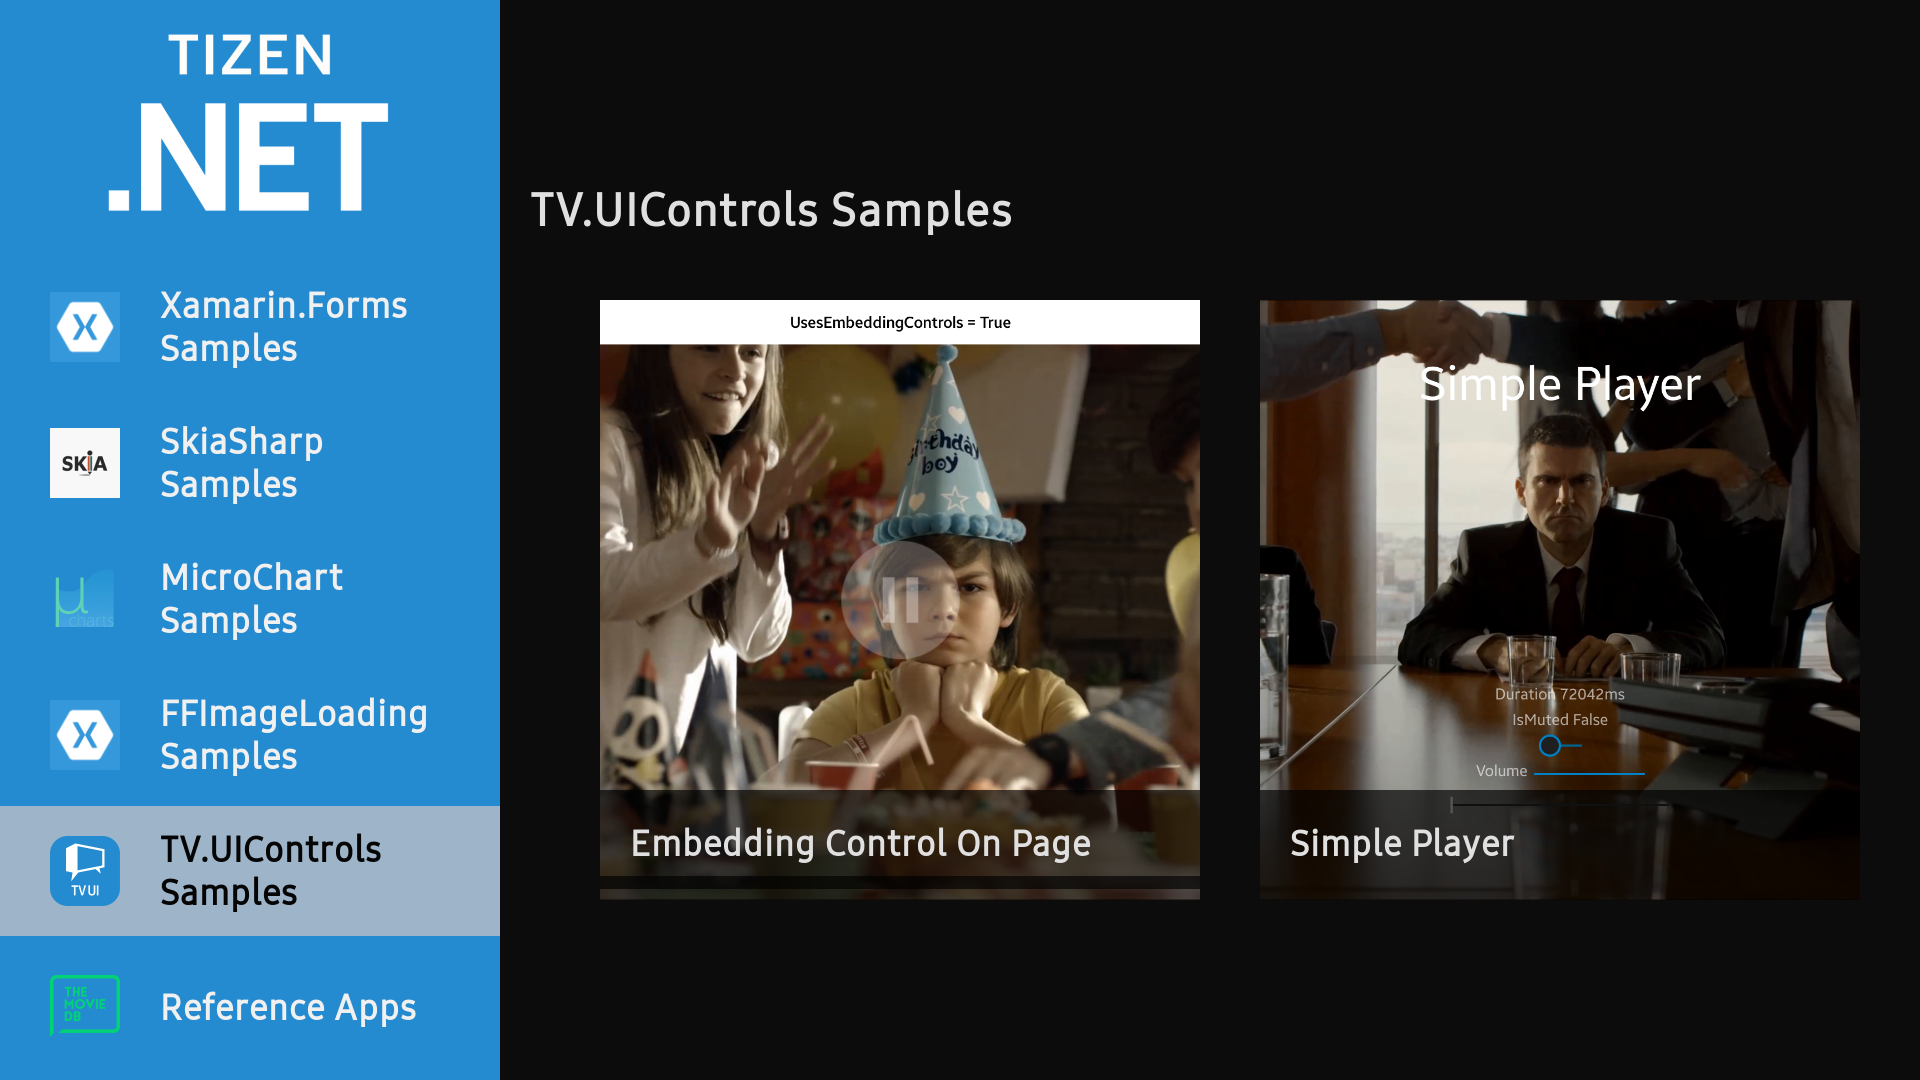 TIZEN
.NET
Xamarin.Forms
Samples
SKiA
SkiaSharp
Samples
µ
charts
MicroChart
Samples
FFImageLoading
Samples
TV UI
TV.UIControls
Samples
THE
MOVIE
DB
Reference Apps
TV.UIControls Samples
UsesEmbeddingControls = True
birthday
boy
Embedding Control On Page
Simple Player
Duration 72042ms
IsMuted False
Volume
Simple Player